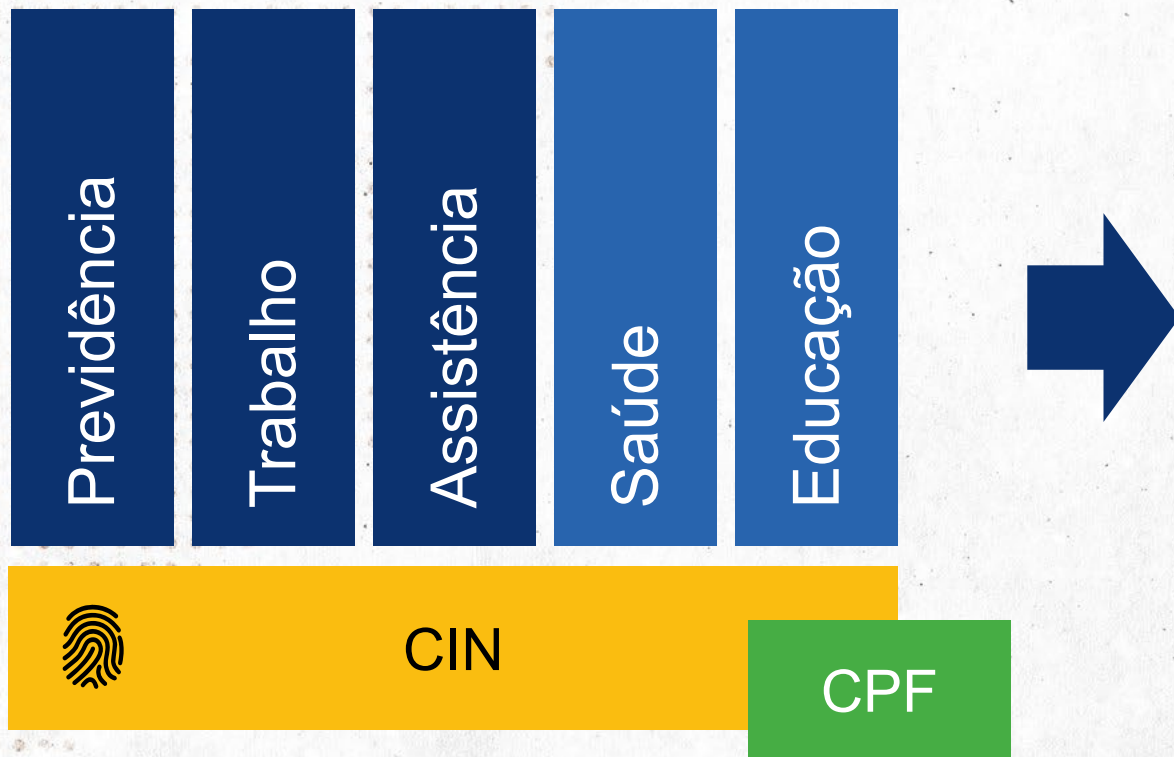 Previdência
Trabalho
Assistência
Saúde
Educação
CIN
CPF